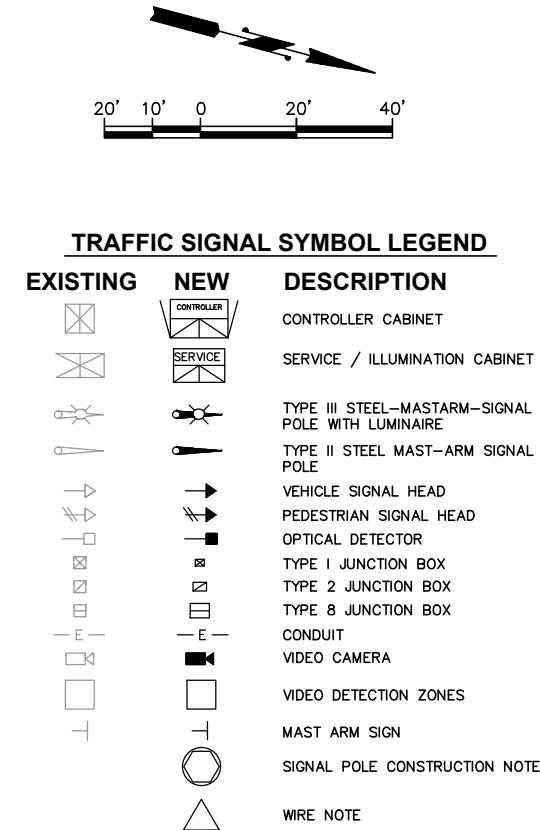 20' 10' 0 20' 40'
TRAFFIC SIGNAL SYMBOL LEGEND
EXISTING NEW DESCRIPTION
CONTROLLER CONTROLLER CABINET
SERVICE SERVICE / ILLUMINATION CABINET
TYPE III STEEL-MASTARM-SIGNAL
POLE WITH LUMINAIRE
TYPE II STEEL MAST-ARM SIGNAL
POLE
VEHICLE SIGNAL HEAD
PEDESTRIAN SIGNAL HEAD
OPTICAL DETECTOR
TYPE I JUNCTION BOX
TYPE 2 JUNCTION BOX
TYPE 8 JUNCTION BOX
E E CONDUIT
VIDEO CAMERA
VIDEO DETECTION ZONES
MAST ARM SIGN
SIGNAL POLE CONSTRUCTION NOTE
WIRE NOTE